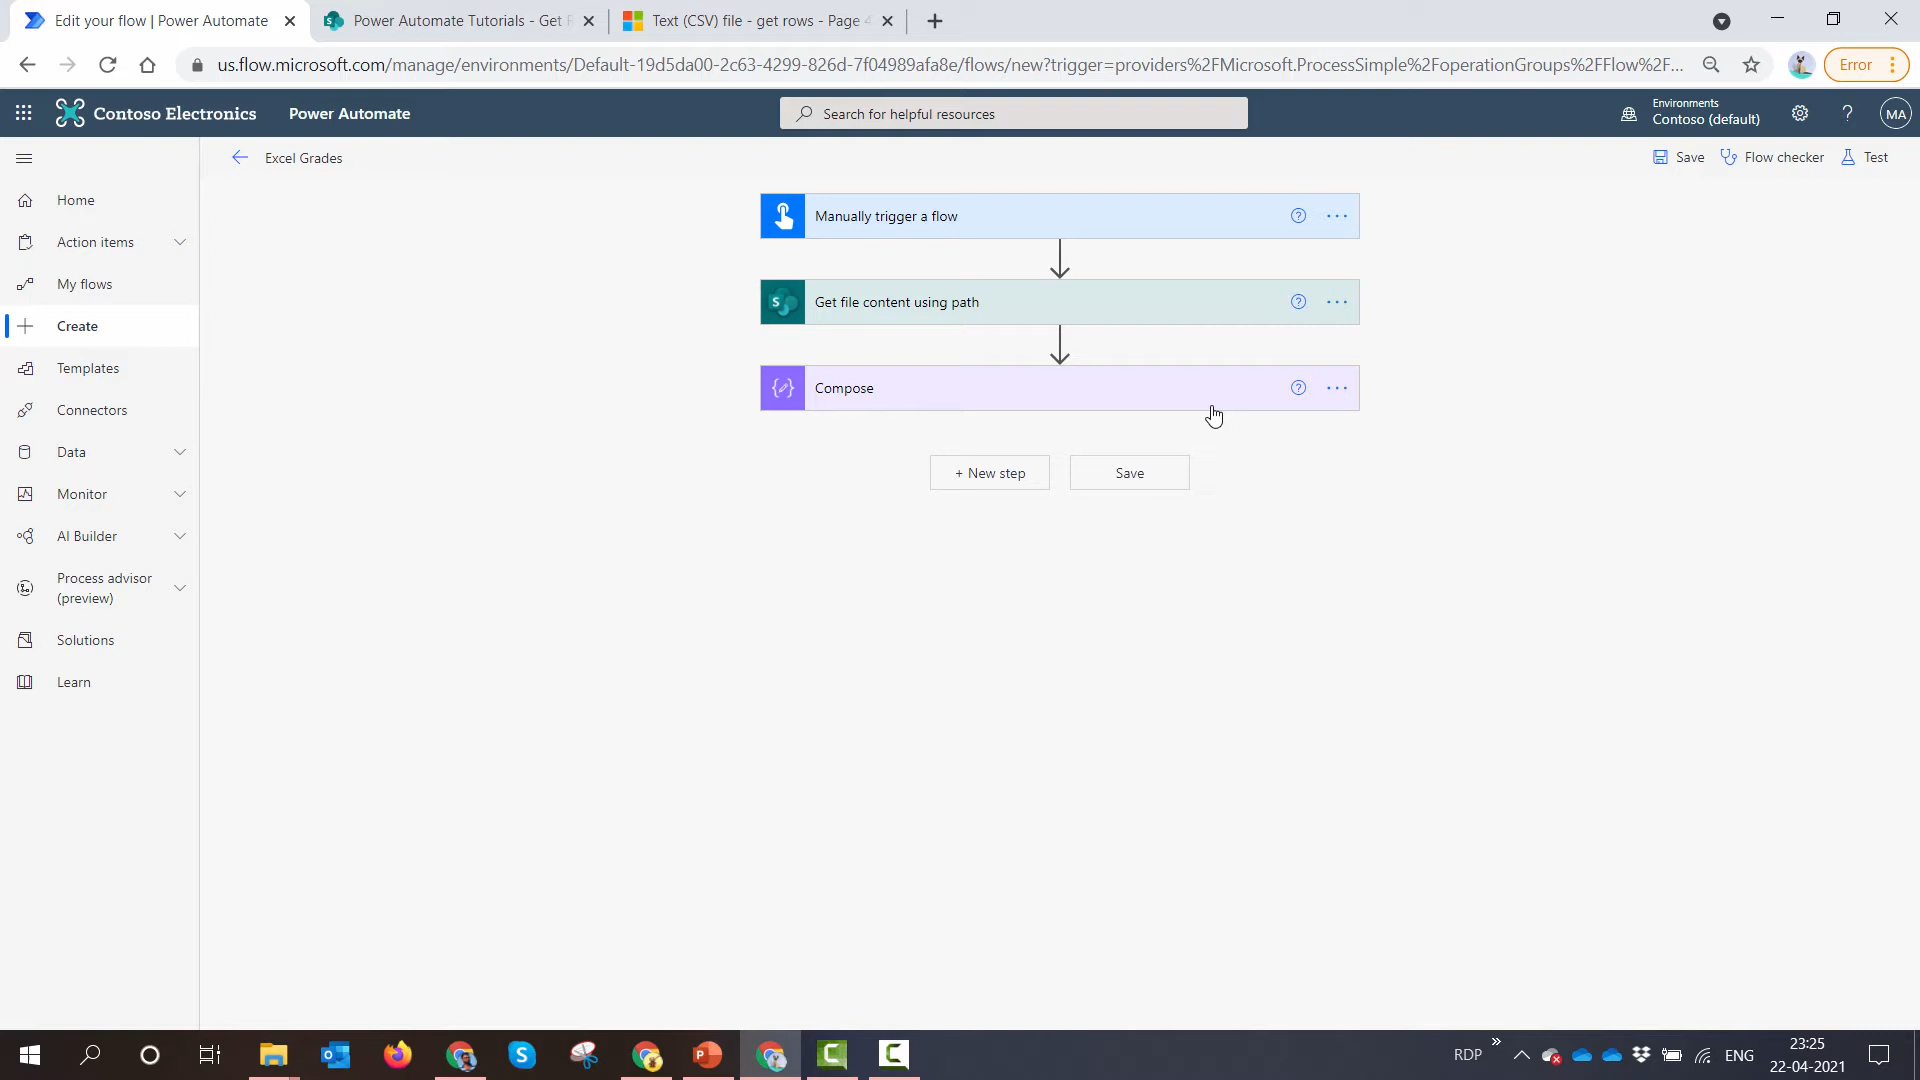 Edit your flow | Power Automate
Power Automate Tutorials - Get
Text (CSV) file - get rows - Page
us.flow.microsoft.com/manage/environments/Default-19d5da00-2c63-4299-826d-7f04989afa8e/flows/new?trigger=providers%2FMicrosoft.ProcessSimple%2FoperationGroups%2FFlow%2F...
Error
Contoso Electronics
Power Automate
Search for helpful resources
Environments
Contoso (default)
?
MA
Excel Grades
Save
Flow checker
Test
Home
Action items
My flows
Create
Templates
Connectors
Data
Monitor
AI Builder
Process advisor
(preview)
Solutions
Learn
Manually trigger a flow
Get file content using path
Compose
+ New step
Save
RDP
ENG
23:25
22-04-2021